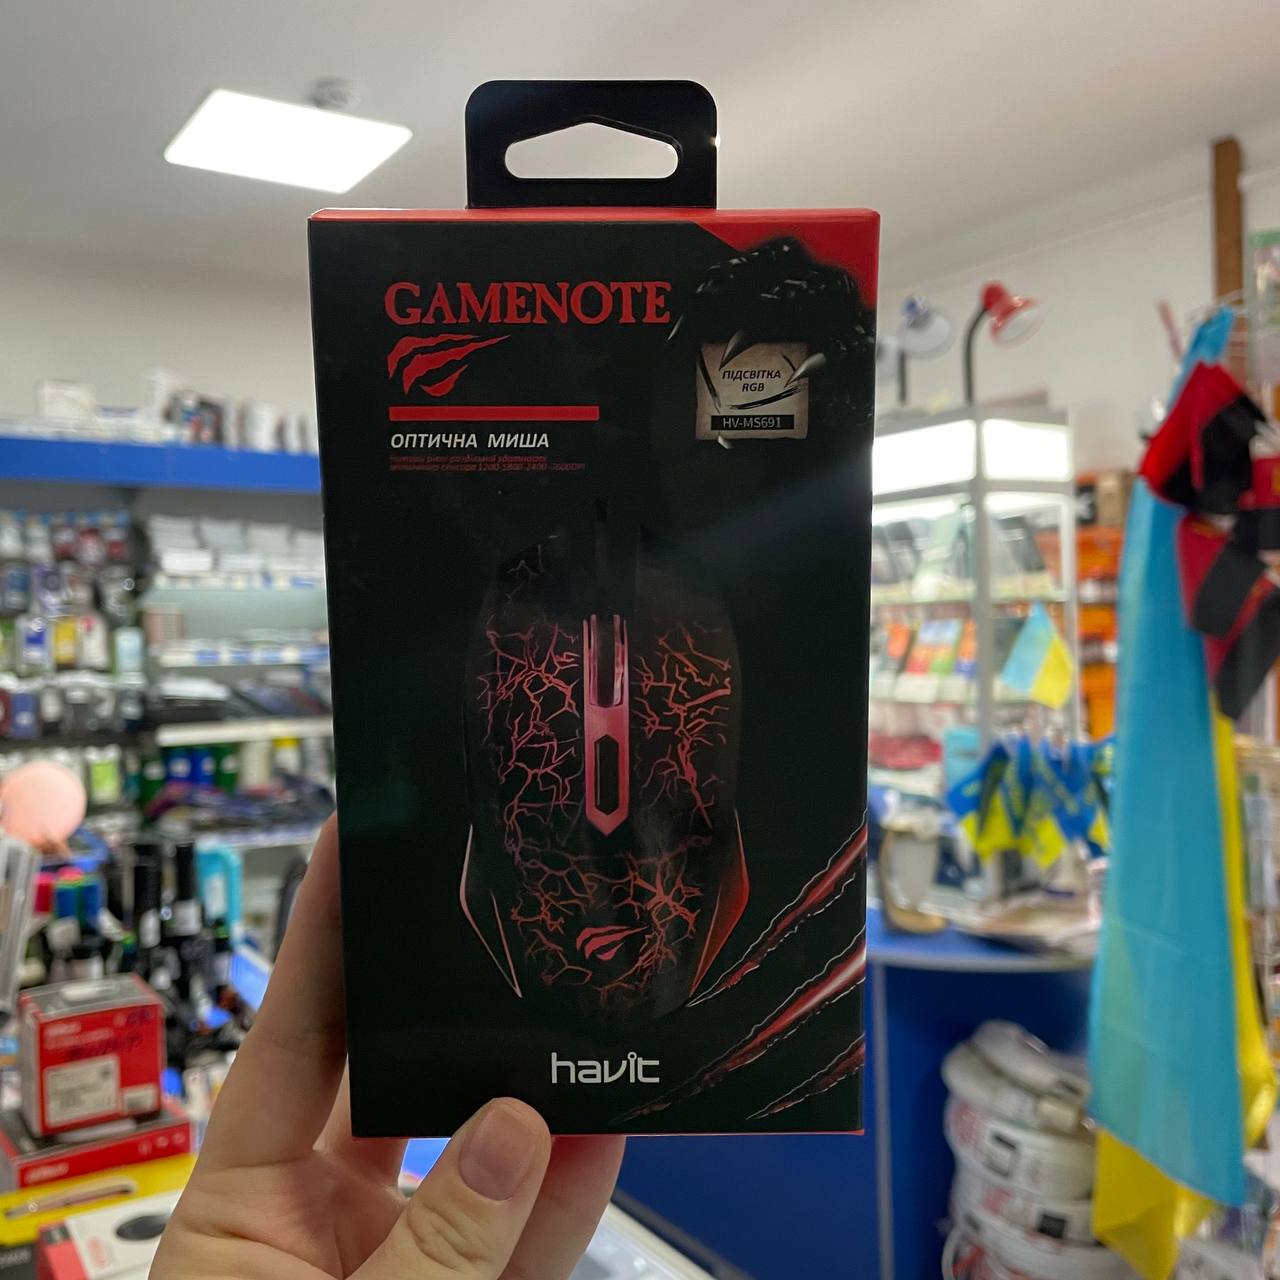 GAMENOTE
ПІДСВІТКА
RGB
HV-MS691
ОПТИЧНА МИША
havit